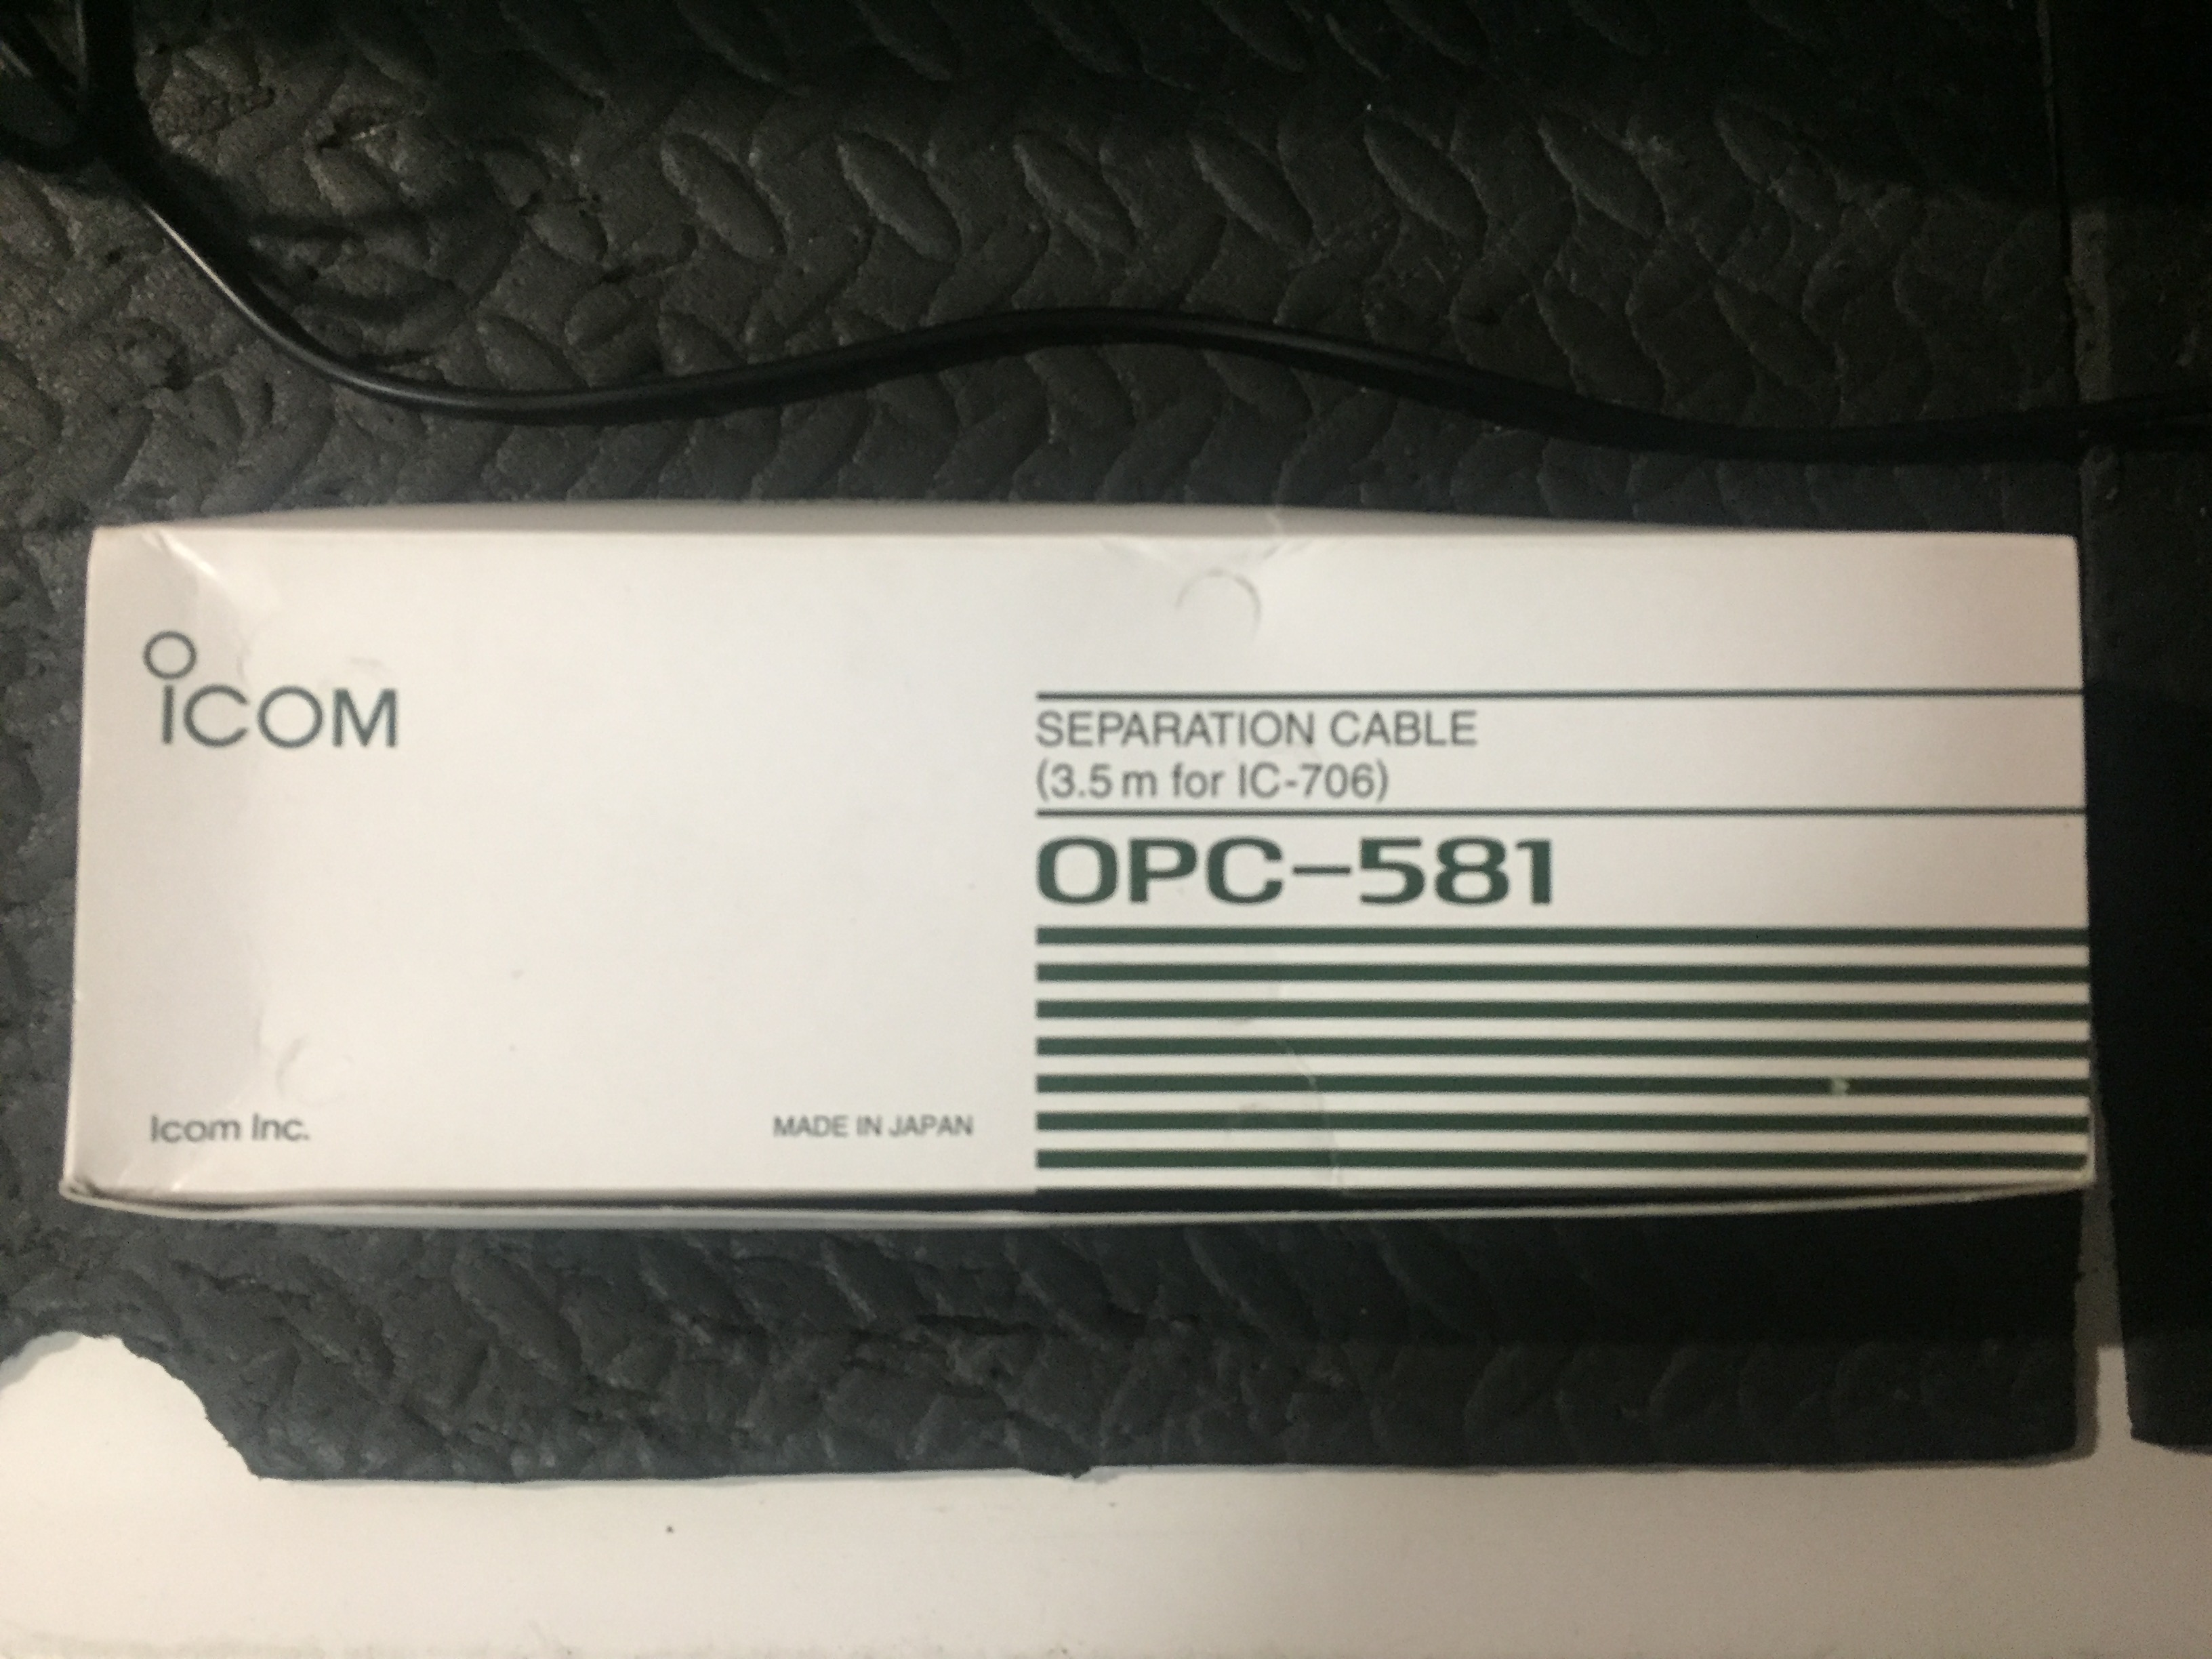 ICOM
SEPARATION CABLE
(3.5 m for IC-706)
OPC-581
Icom Inc.
MADE IN JAPAN